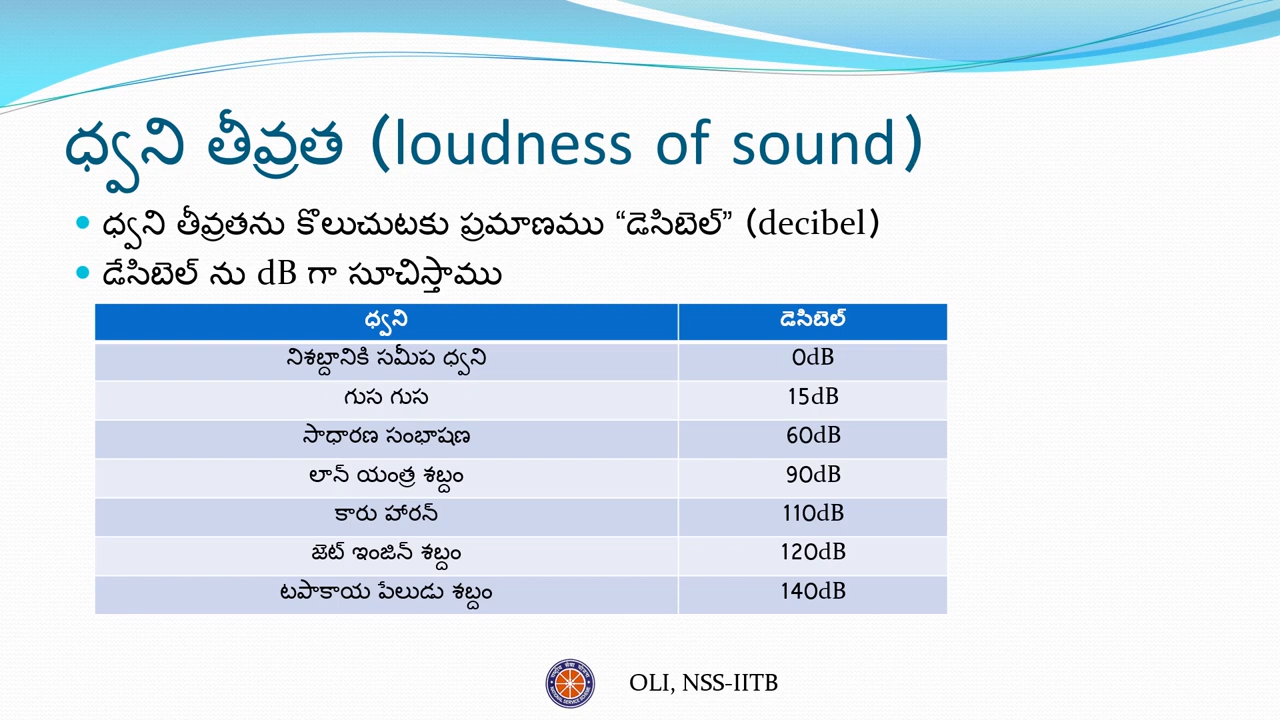 ధ్వని తీవ్రత (loudness of sound)
• ధ్వని తీవ్రతను కొలుచుటకు ప్రమాణము “డెసిబెల్” (decibel)
• డేసిబెల్ ను dB గా సూచిస్తాము
ధ్వని డెసిబెల్
నిశబ్దానికి సమీప ధ్వని 0dB
గుస గుస 15dB
సాధారణ సంభాషణ 60dB
లాన్ యంత్ర శబ్దం 90dB
కారు హారన్ 110dB
జెట్ ఇంజిన్ శబ్దం 120dB
టపాకాయ పేలుడు శబ్దం 140dB
OLI, NSS-IITB